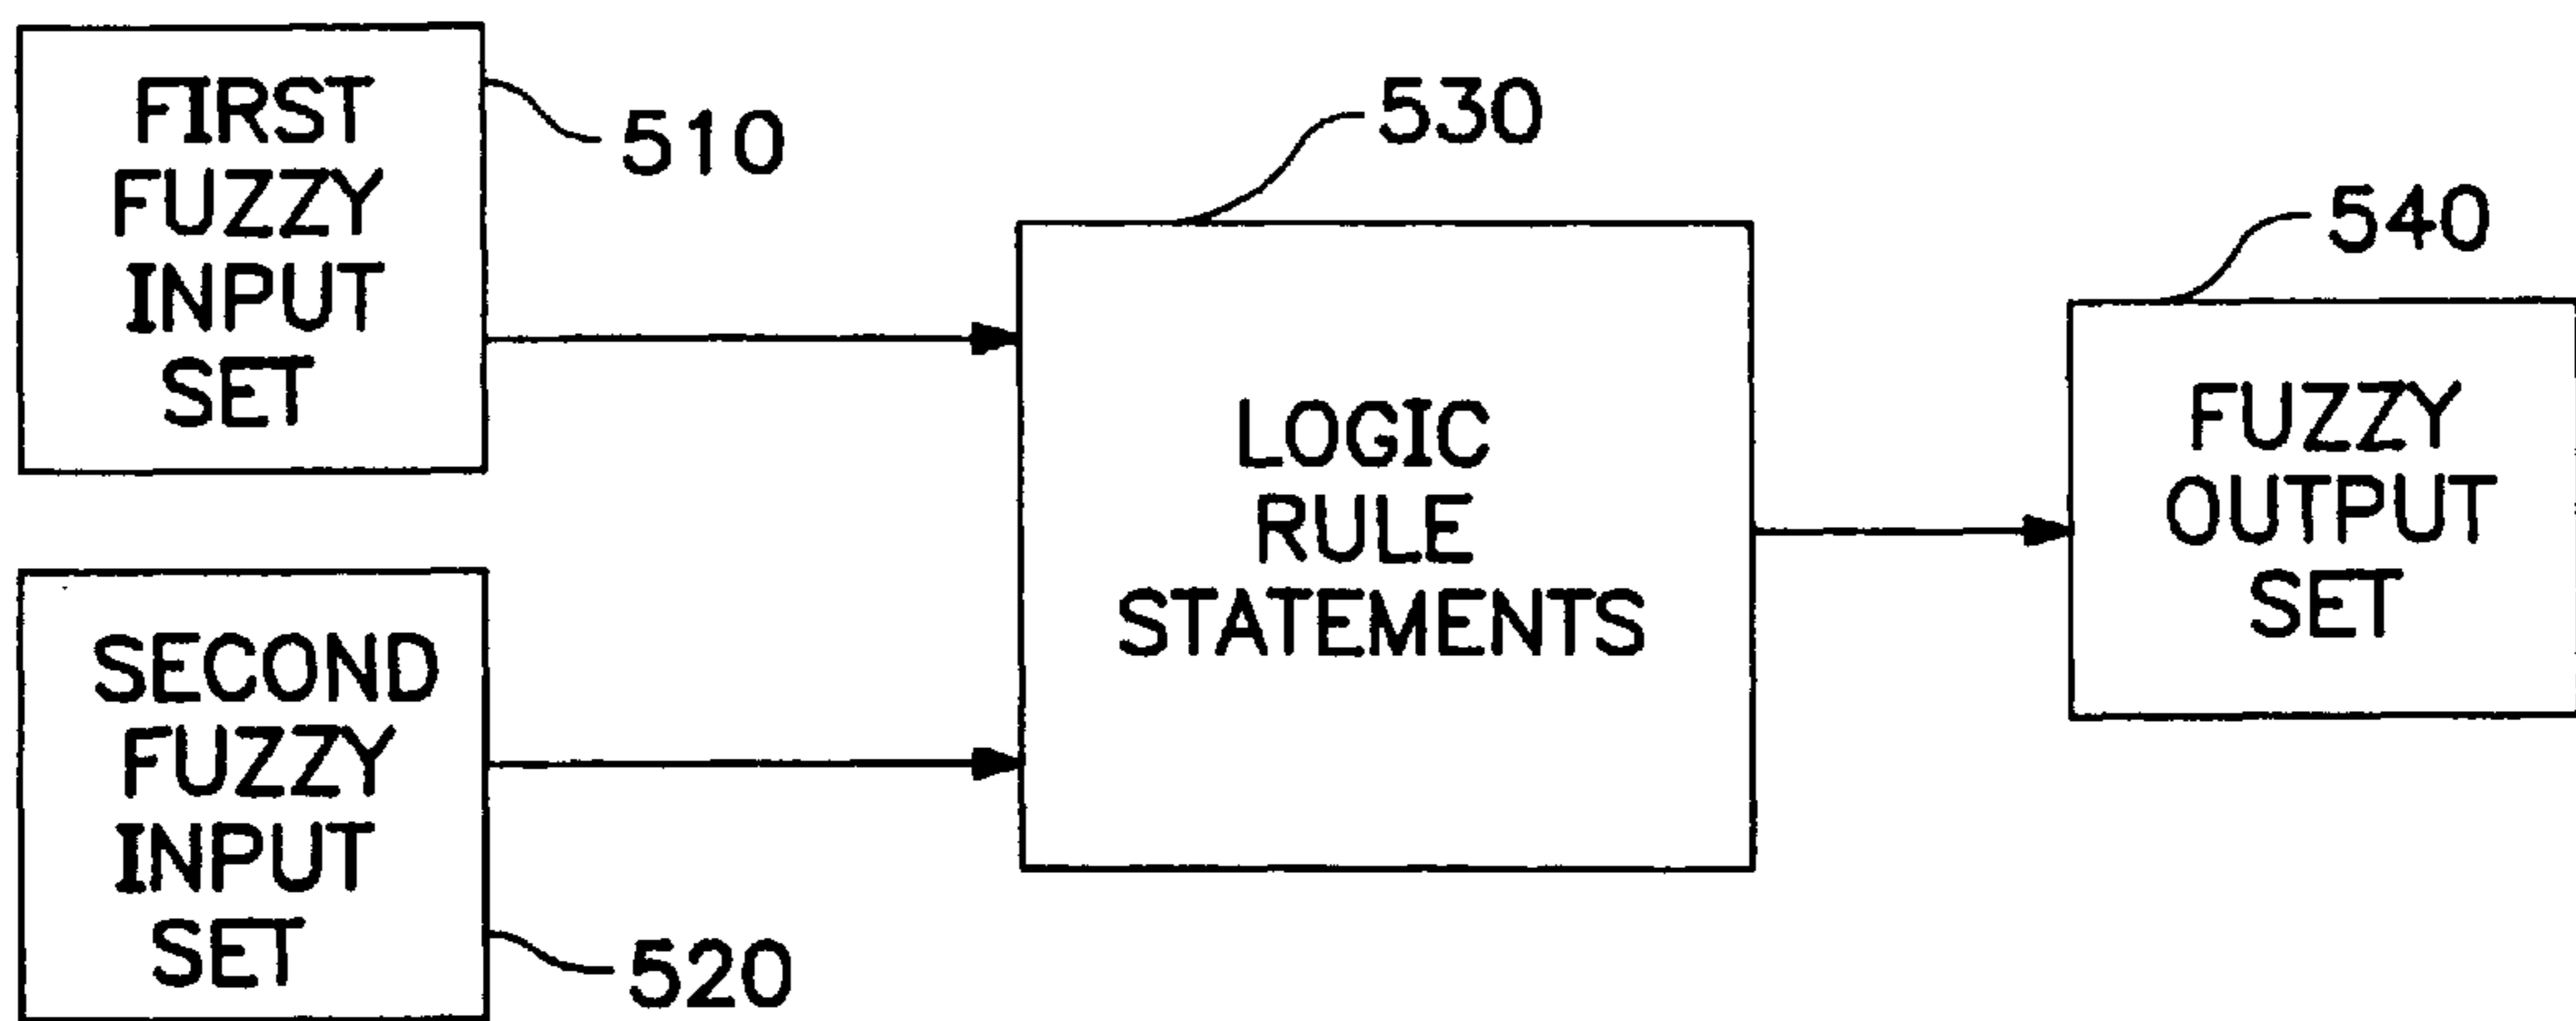 FIRST
FUZZY
INPUT
SET
510
SECOND
FUZZY
INPUT
SET
520
530
LOGIC
RULE
STATEMENTS
540
FUZZY
OUTPUT
SET